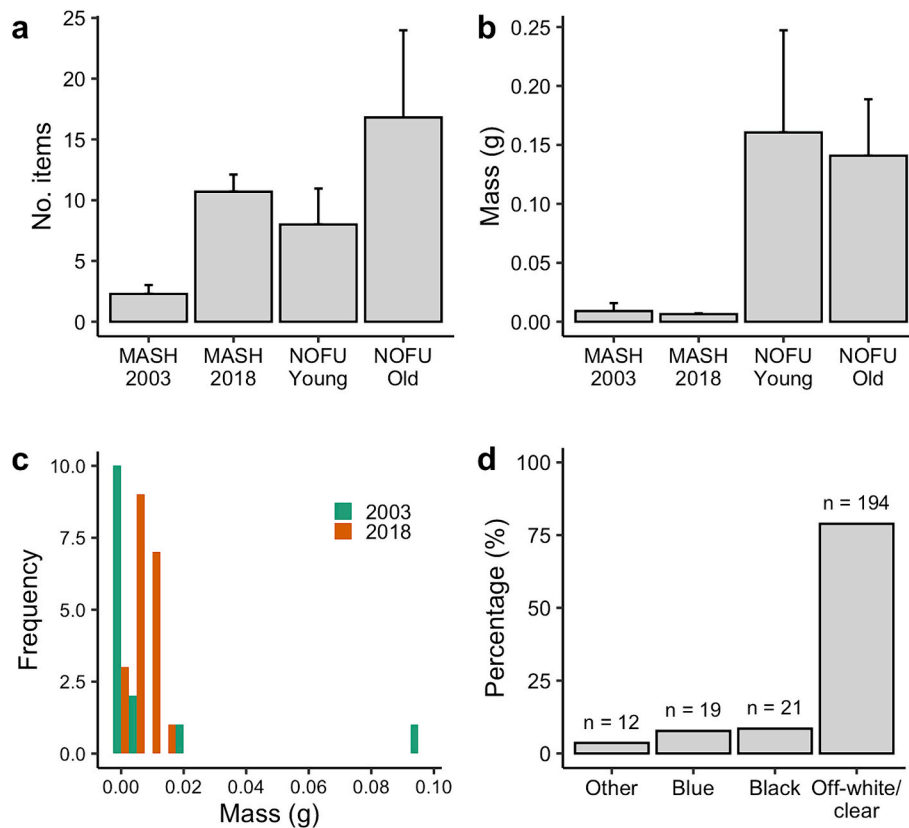 a
No. items
25
20
15
10
5
0
MASH 2003
MASH 2018
NOFU Young
NOFU Old
b
Mass (g)
0.25
0.20
0.15
0.10
0.05
0.00
MASH 2003
MASH 2018
NOFU Young
NOFU Old
c
Frequency
10.0
7.5
5.0
2.5
0.0
2003
2018
0.00 0.02 0.04 0.06 0.08 0.10
Mass (g)
d
Percentage (%)
100
75
50
25
0
n = 12
n = 19
n = 21
n = 194
Other
Blue
Black
Off-white/
clear